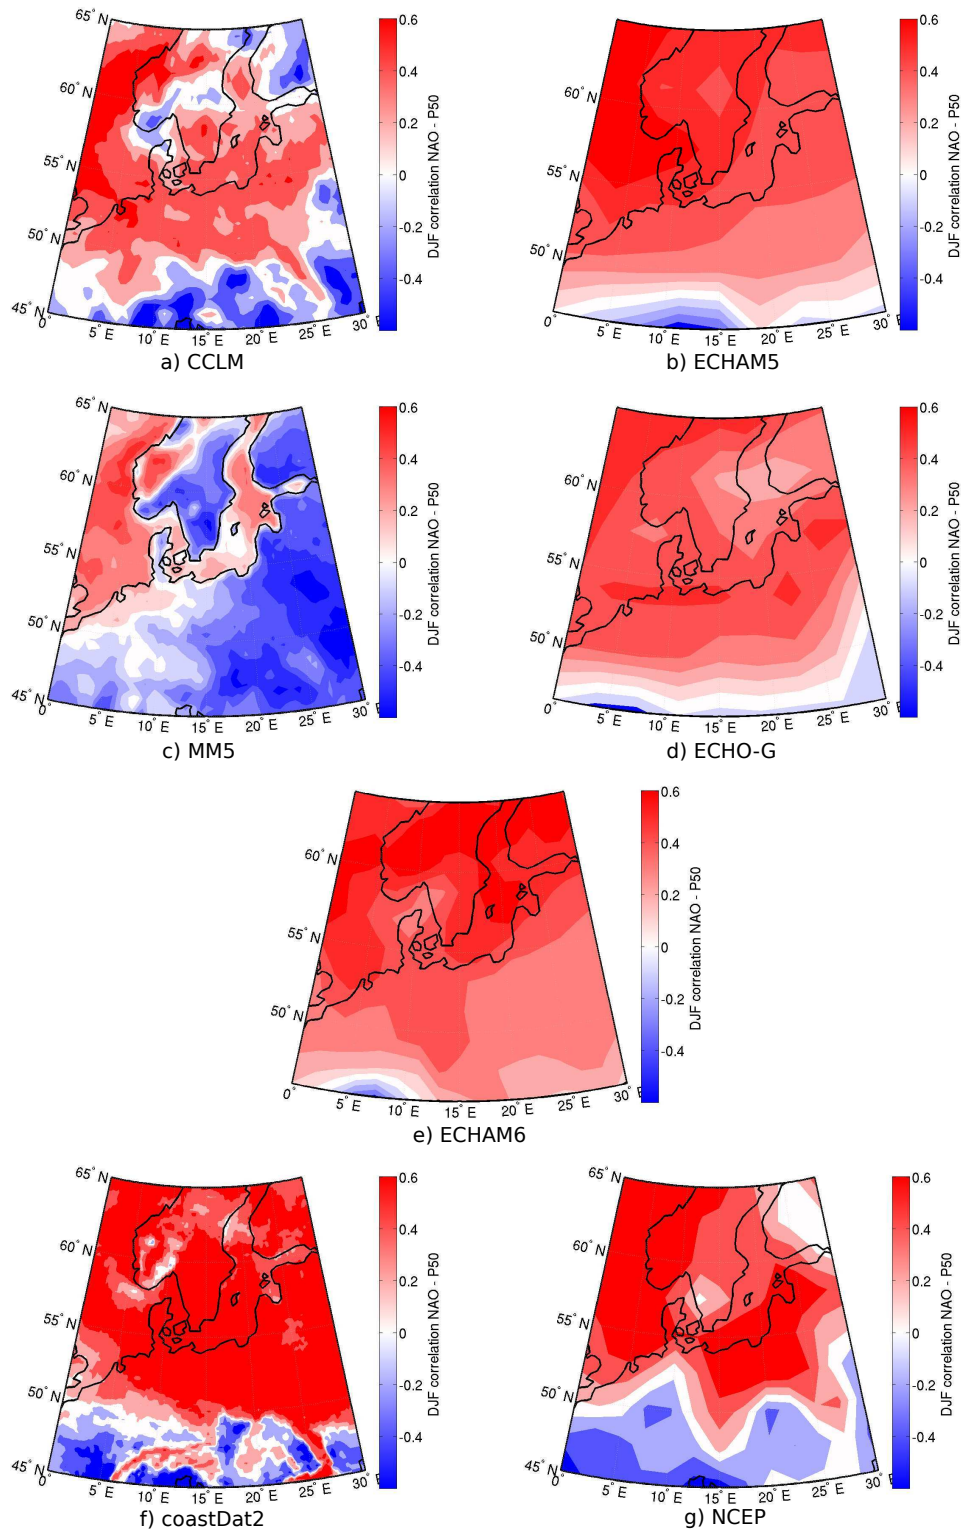 65° N
60° N
55° N
50° N
45° N
0°
5° E
10° E
15° E
20° E
25° E
30° E
0.6
0.4
0.2
0
-0.2
-0.4
DJF correlation NAO - P50
a) CCLM
60° N
55° N
50° N
45° N
0°
5° E
10° E
15° E
20° E
25° E
30° E
0.6
0.4
0.2
0
-0.2
-0.4
DJF correlation NAO - P50
b) ECHAM5
65° N
60° N
55° N
50° N
45° N
0°
5° E
10° E
15° E
20° E
25° E
30° E
0.6
0.4
0.2
0
-0.2
-0.4
DJF correlation NAO - P50
c) MM5
60° N
55° N
50° N
0°
5° E
10° E
15° E
20° E
25° E
30° E
0.6
0.4
0.2
0
-0.2
-0.4
DJF correlation NAO - P50
d) ECHO-G
60° N
55° N
50° N
0°
5° E
10° E
15° E
20° E
25° E
30° E
0.6
0.4
0.2
0
-0.2
-0.4
DJF correlation NAO - P50
e) ECHAM6
65° N
60° N
55° N
50° N
45° N
0°
5° E
10° E
15° E
20° E
25° E
30° E
0.6
0.4
0.2
0
-0.2
-0.4
DJF correlation NAO - P50
f) coastDat2
65° N
60° N
55° N
50° N
45° N
0°
5° E
10° E
15° E
20° E
25° E
30° E
0.6
0.4
0.2
0
-0.2
-0.4
DJF correlation NAO - P50
g) NCEP